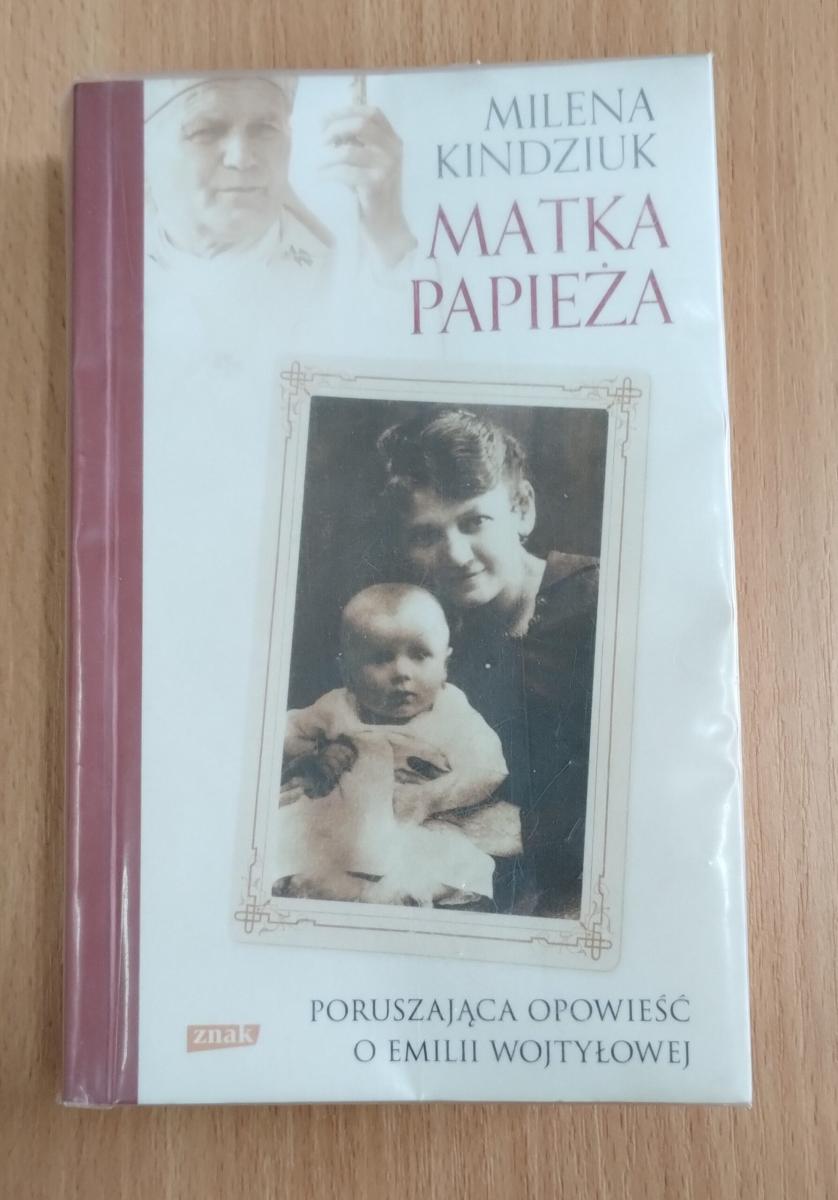 MILENA
KINDZIUK
MATKA
PAPIEŻA
PORUSZAJĄCA OPOWIEŚĆ
O EMILII WOJTYŁOWEJ
znak